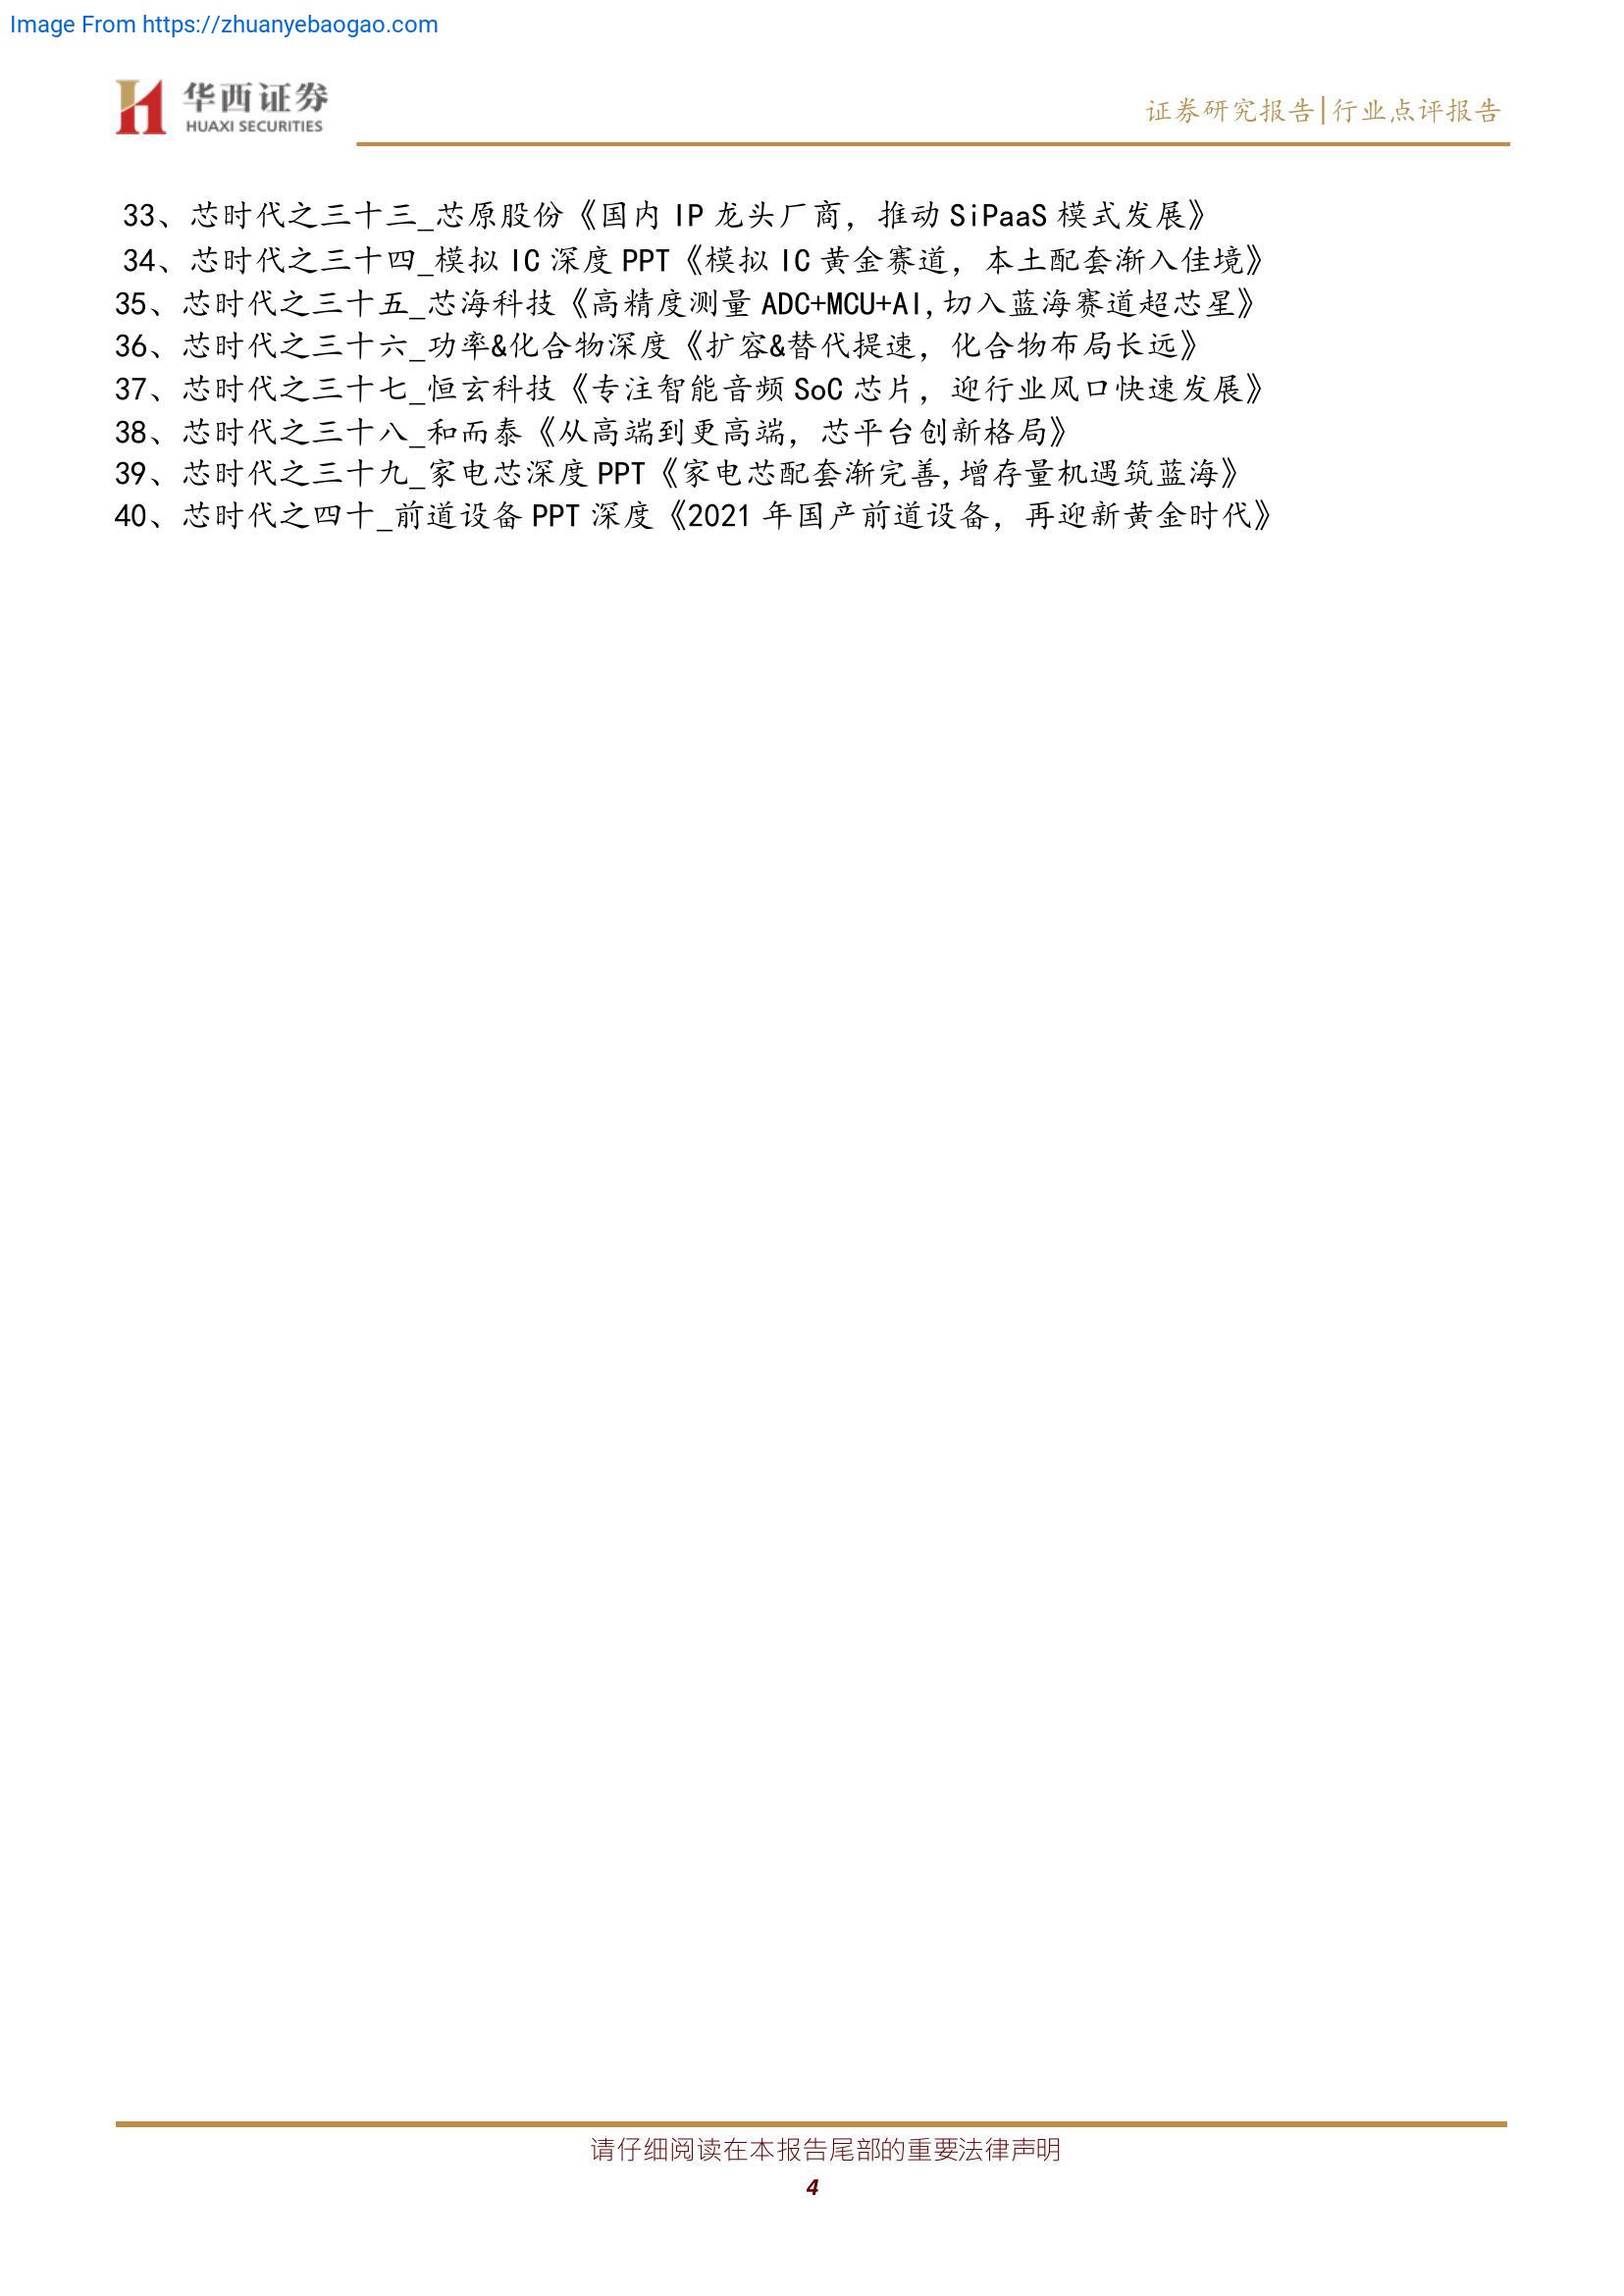 Image From https://zhuanyebaogao.com
华西证券
HUAXI SECURITIES
证券研究报告|行业点评报告
33、芯时代之三十三_芯原股份《国内 IP 龙头厂商，推动 SiPaaS 模式发展》
34、芯时代之三十四_模拟 IC 深度 PPT《模拟 IC 黄金赛道，本土配套渐入佳境》
35、芯时代之三十五_芯海科技《高精度测量 ADC+MCU+AI,切入蓝海赛道超芯星》
36、芯时代之三十六_功率&化合物深度《扩容&替代提速，化合物布局长远》
37、芯时代之三十七_恒玄科技《专注智能音频 SoC 芯片，迎行业风口快速发展》
38、芯时代之三十八_和而泰《从高端到更高端，芯平台创新格局》
39、芯时代之三十九_家电芯深度 PPT《家电芯配套渐完善,增存量机遇筑蓝海》
40、芯时代之四十_前道设备 PPT 深度《2021 年国产前道设备，再迎新黄金时代》
请仔细阅读在本报告尾部的重要法律声明
4